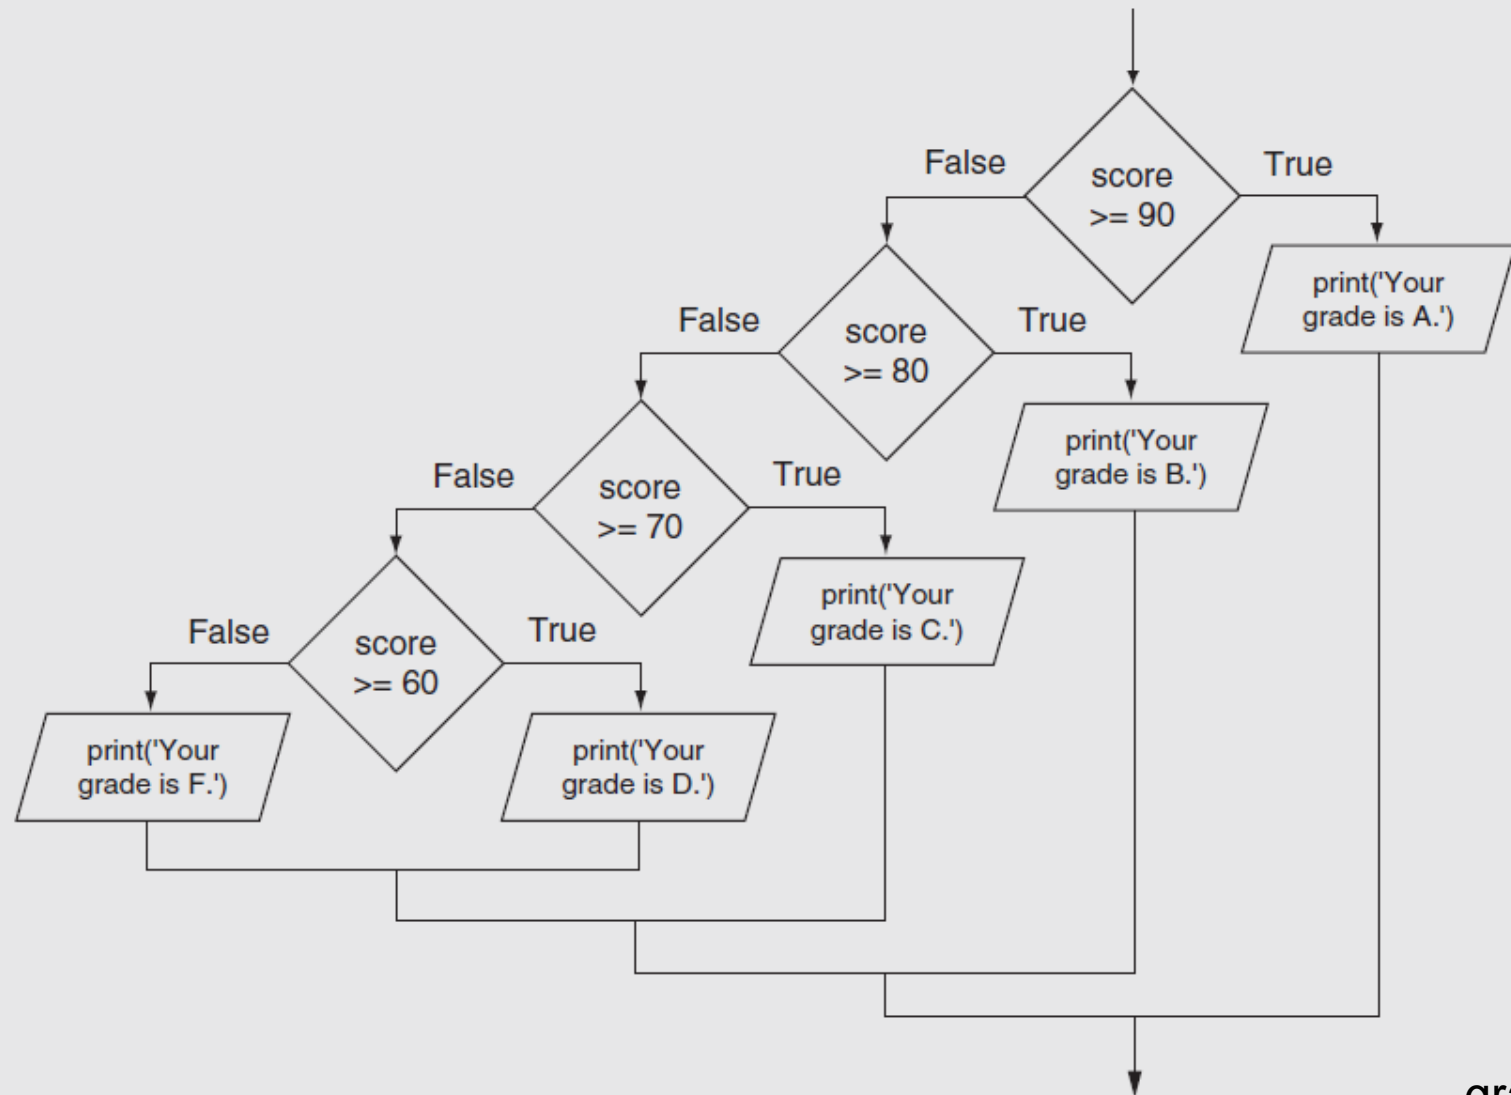 False
score
>= 90
True
print('Your
grade is A.')
False
score
>= 80
True
print('Your
grade is B.')
False
score
>= 70
True
print('Your
grade is C.')
False
score
>= 60
True
print('Your
grade is F.')
print('Your
grade is D.')